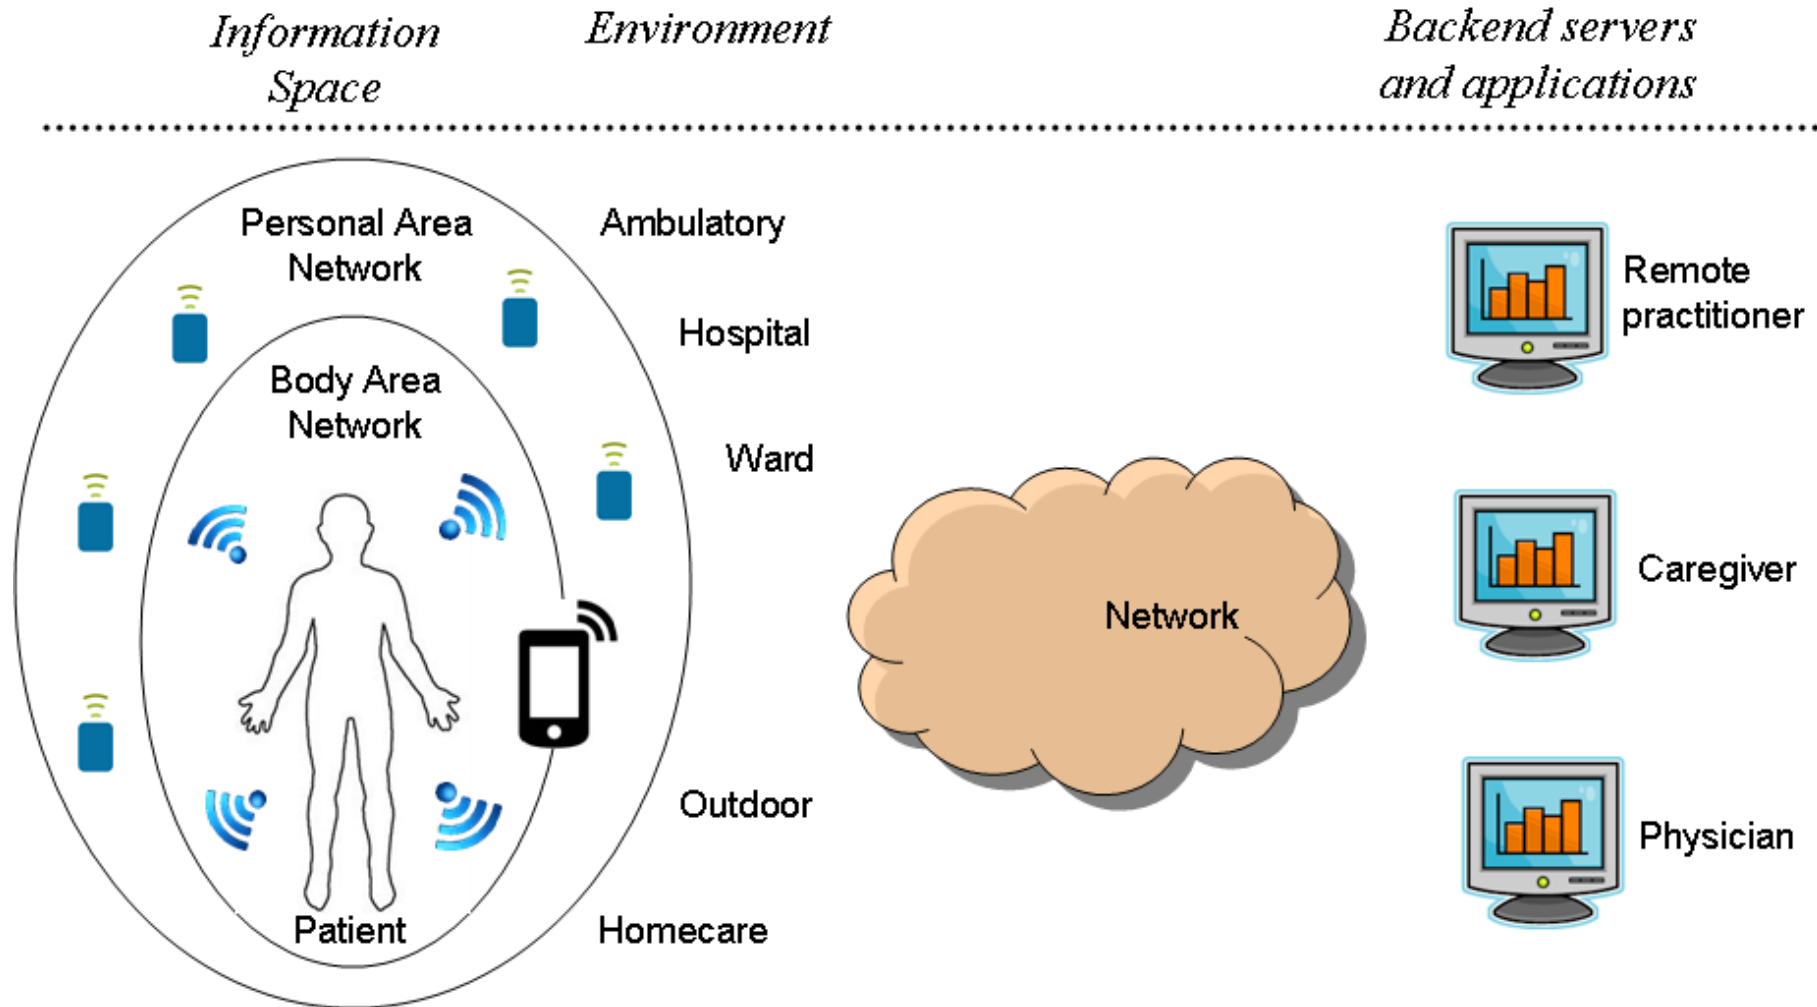 Information
Space
Environment
Backend servers
and applications
Personal Area
Network
Body Area
Network
Patient
Ambulatory
Hospital
Ward
Outdoor
Homecare
Network
Remote
practitioner
Caregiver
Physician